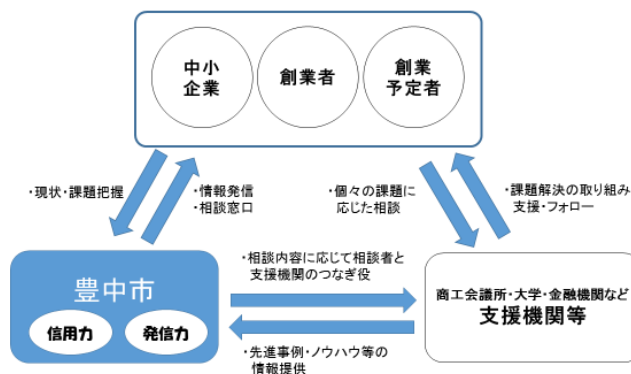 中小
企業
創業者
創業
予定者
・現状・課題把握
・情報発信
・相談窓口
・個々の課題に
応じた相談
・課題解決の取り組み
支援・フォロー
豊中市
信用力
発信力
・相談内容に応じて相談者と
支援機関のつなぎ役
・先進事例・ノウハウ等の
情報提供
商工会議所・大学・金融機関など
支援機関等